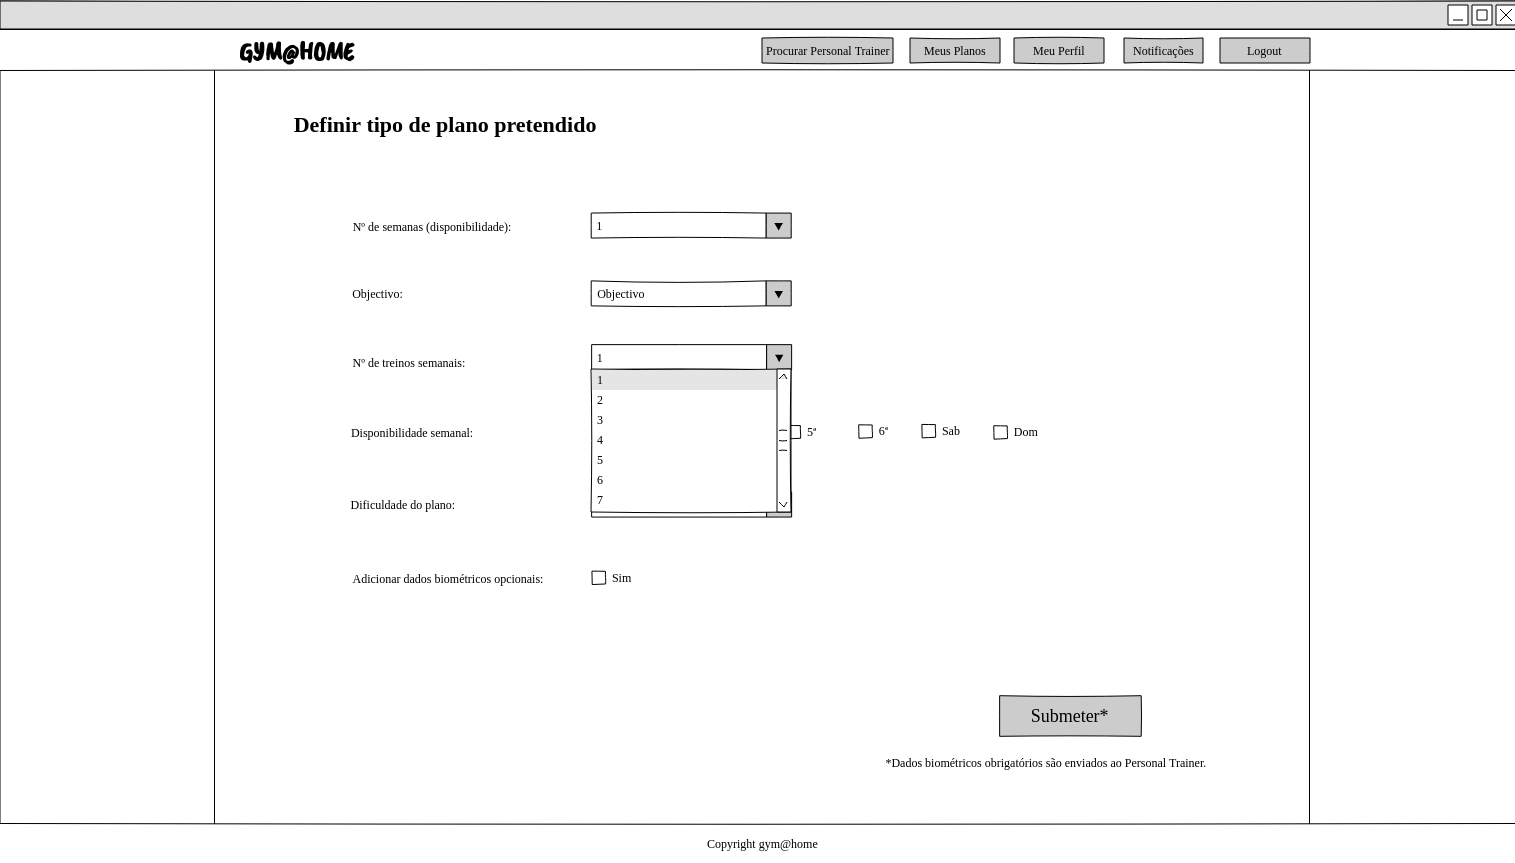 GYM@HOME
Procurar Personal Trainer
Meus Planos
Meu Perfil
Notificações
Logout
Definir tipo de plano pretendido
Nº de semanas (disponibilidade):
1
Objectivo:
Objectivo
Nº de treinos semanais:
1
1
2
3
4
5
6
7
Disponibilidade semanal:
5ª
6ª
Sab
Dom
Dificuldade do plano:
Adicionar dados biométricos opcionais:
Sim
Submeter*
*Dados biométricos obrigatórios são enviados ao Personal Trainer.
Copyright gym@home